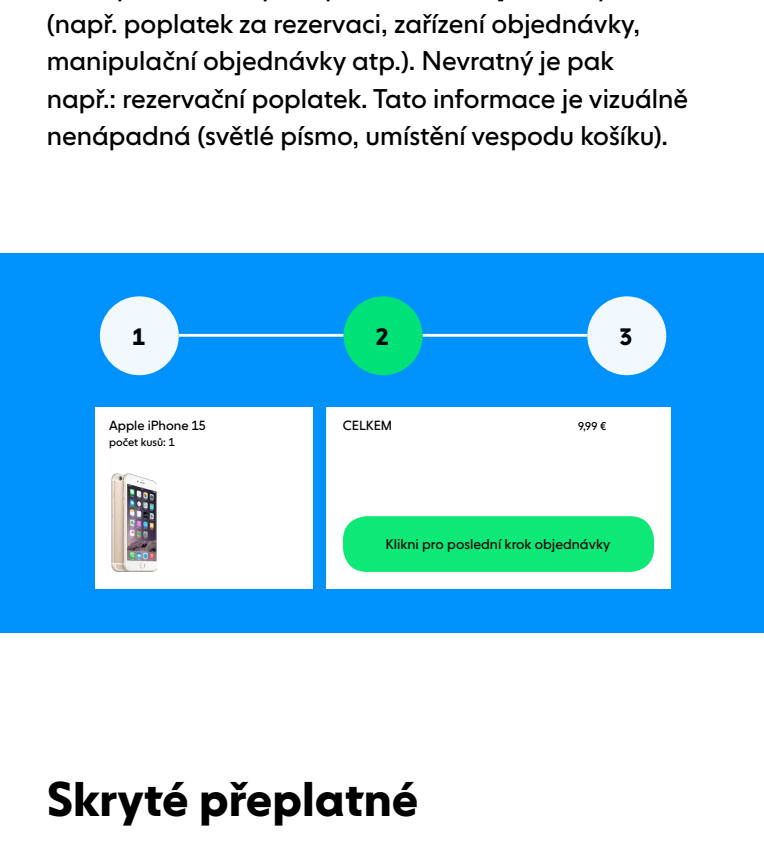 (např. poplatek za rezervaci, zařízení objednávky,
manipulační objednávky atp.). Nevratný je pak
např.: rezervační poplatek. Tato informace je vizuálně
nenápadná (světlé písmo, umístění vespodu košíku).
1
2
3
Apple iPhone 15
počet kusů: 1
CELKEM 9,99 €
Klikni pro poslední krok objednávky
Skryté přeplatné